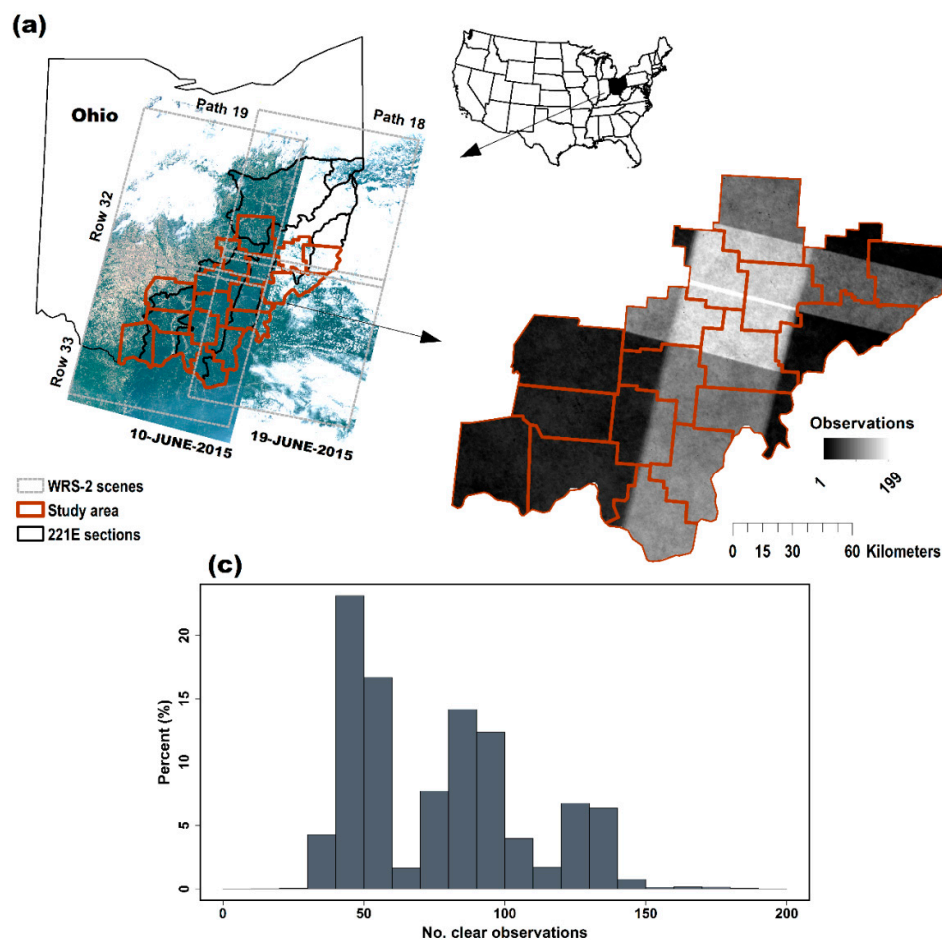 (a)
Ohio
Path 19
Path 18
Row 32
Row 33
10-JUNE-2015
19-JUNE-2015
WRS-2 scenes
Study area
221E sections
Observations
1
199
0 15 30 60 Kilometers
(c)
Percent (%)
20
15
10
5
0
0 50 100 150 200
No. clear observations